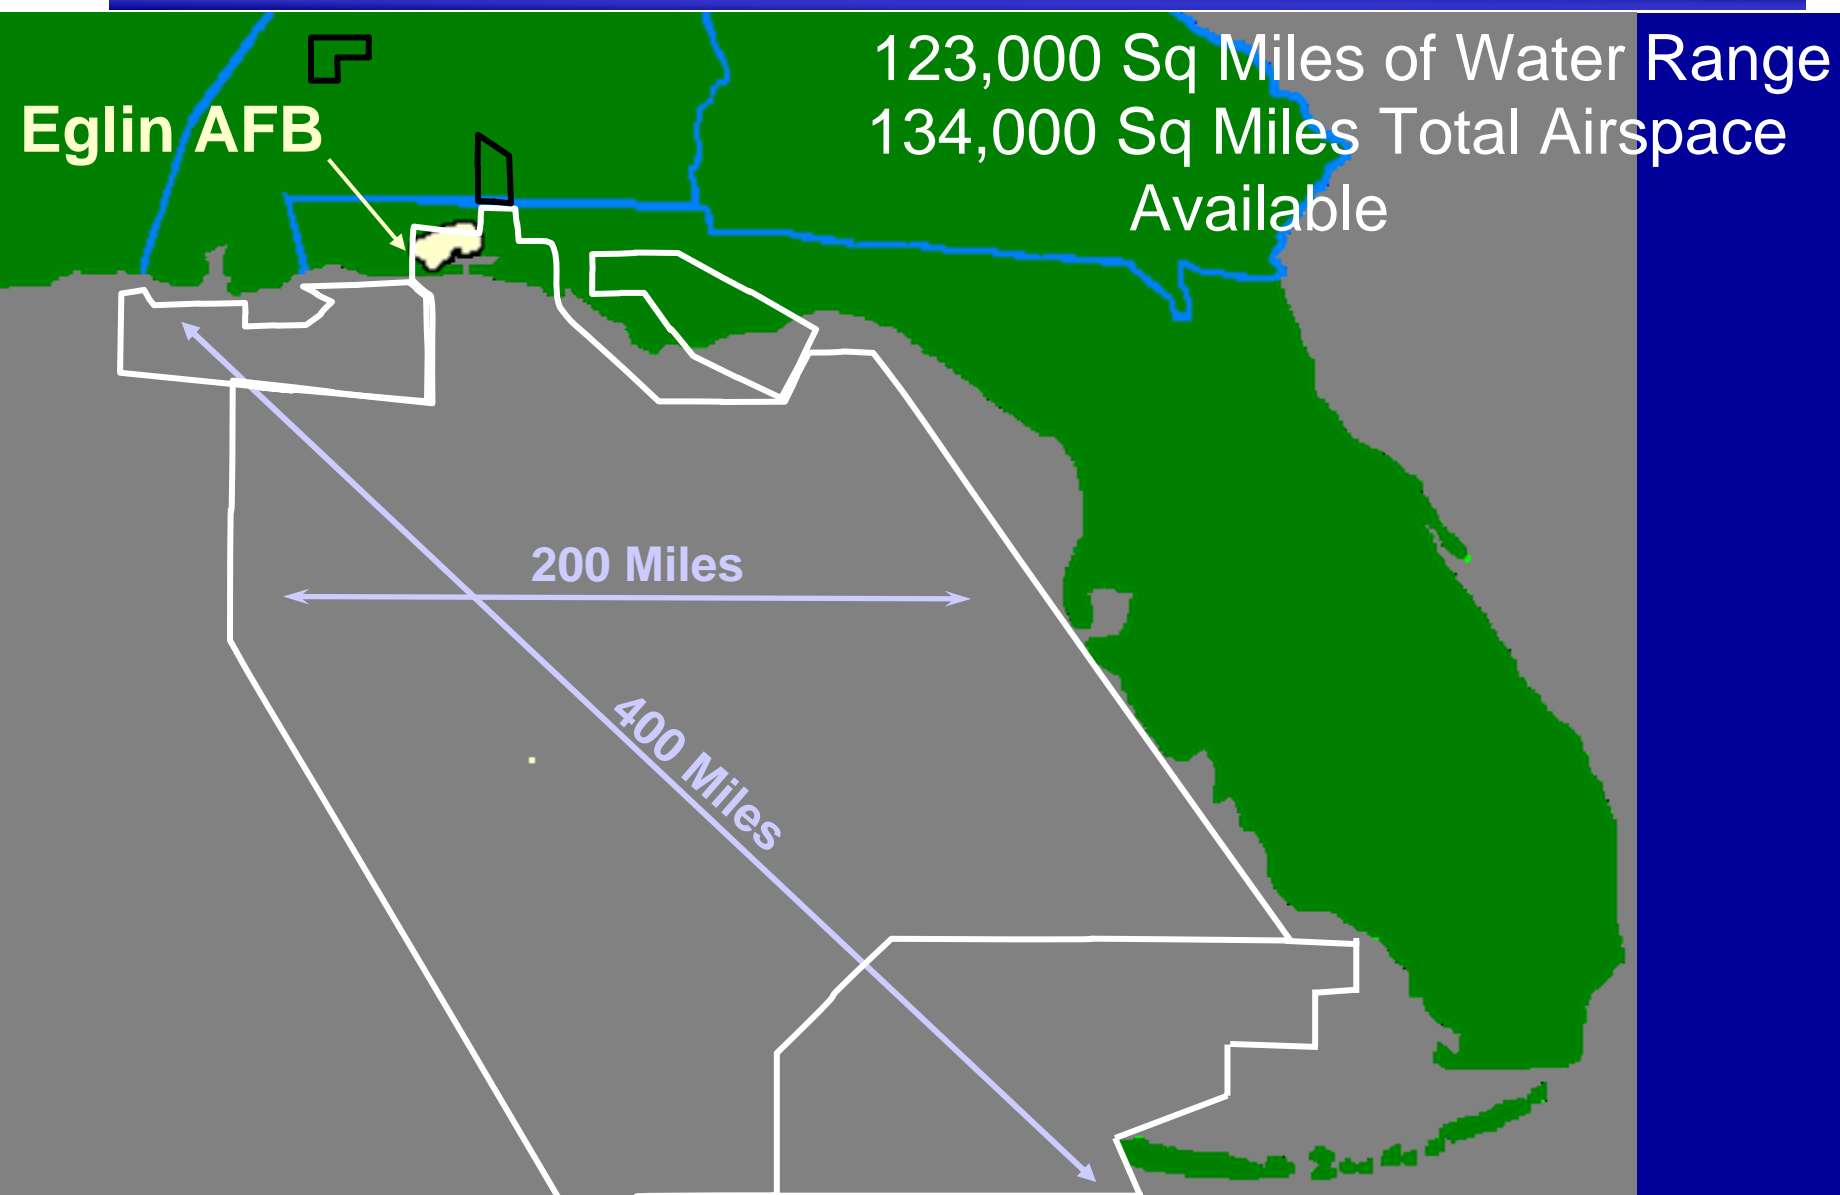 123,000 Sq Miles of Water Range
134,000 Sq Miles Total Airspace
Available
Eglin AFB
200 Miles
400 Miles